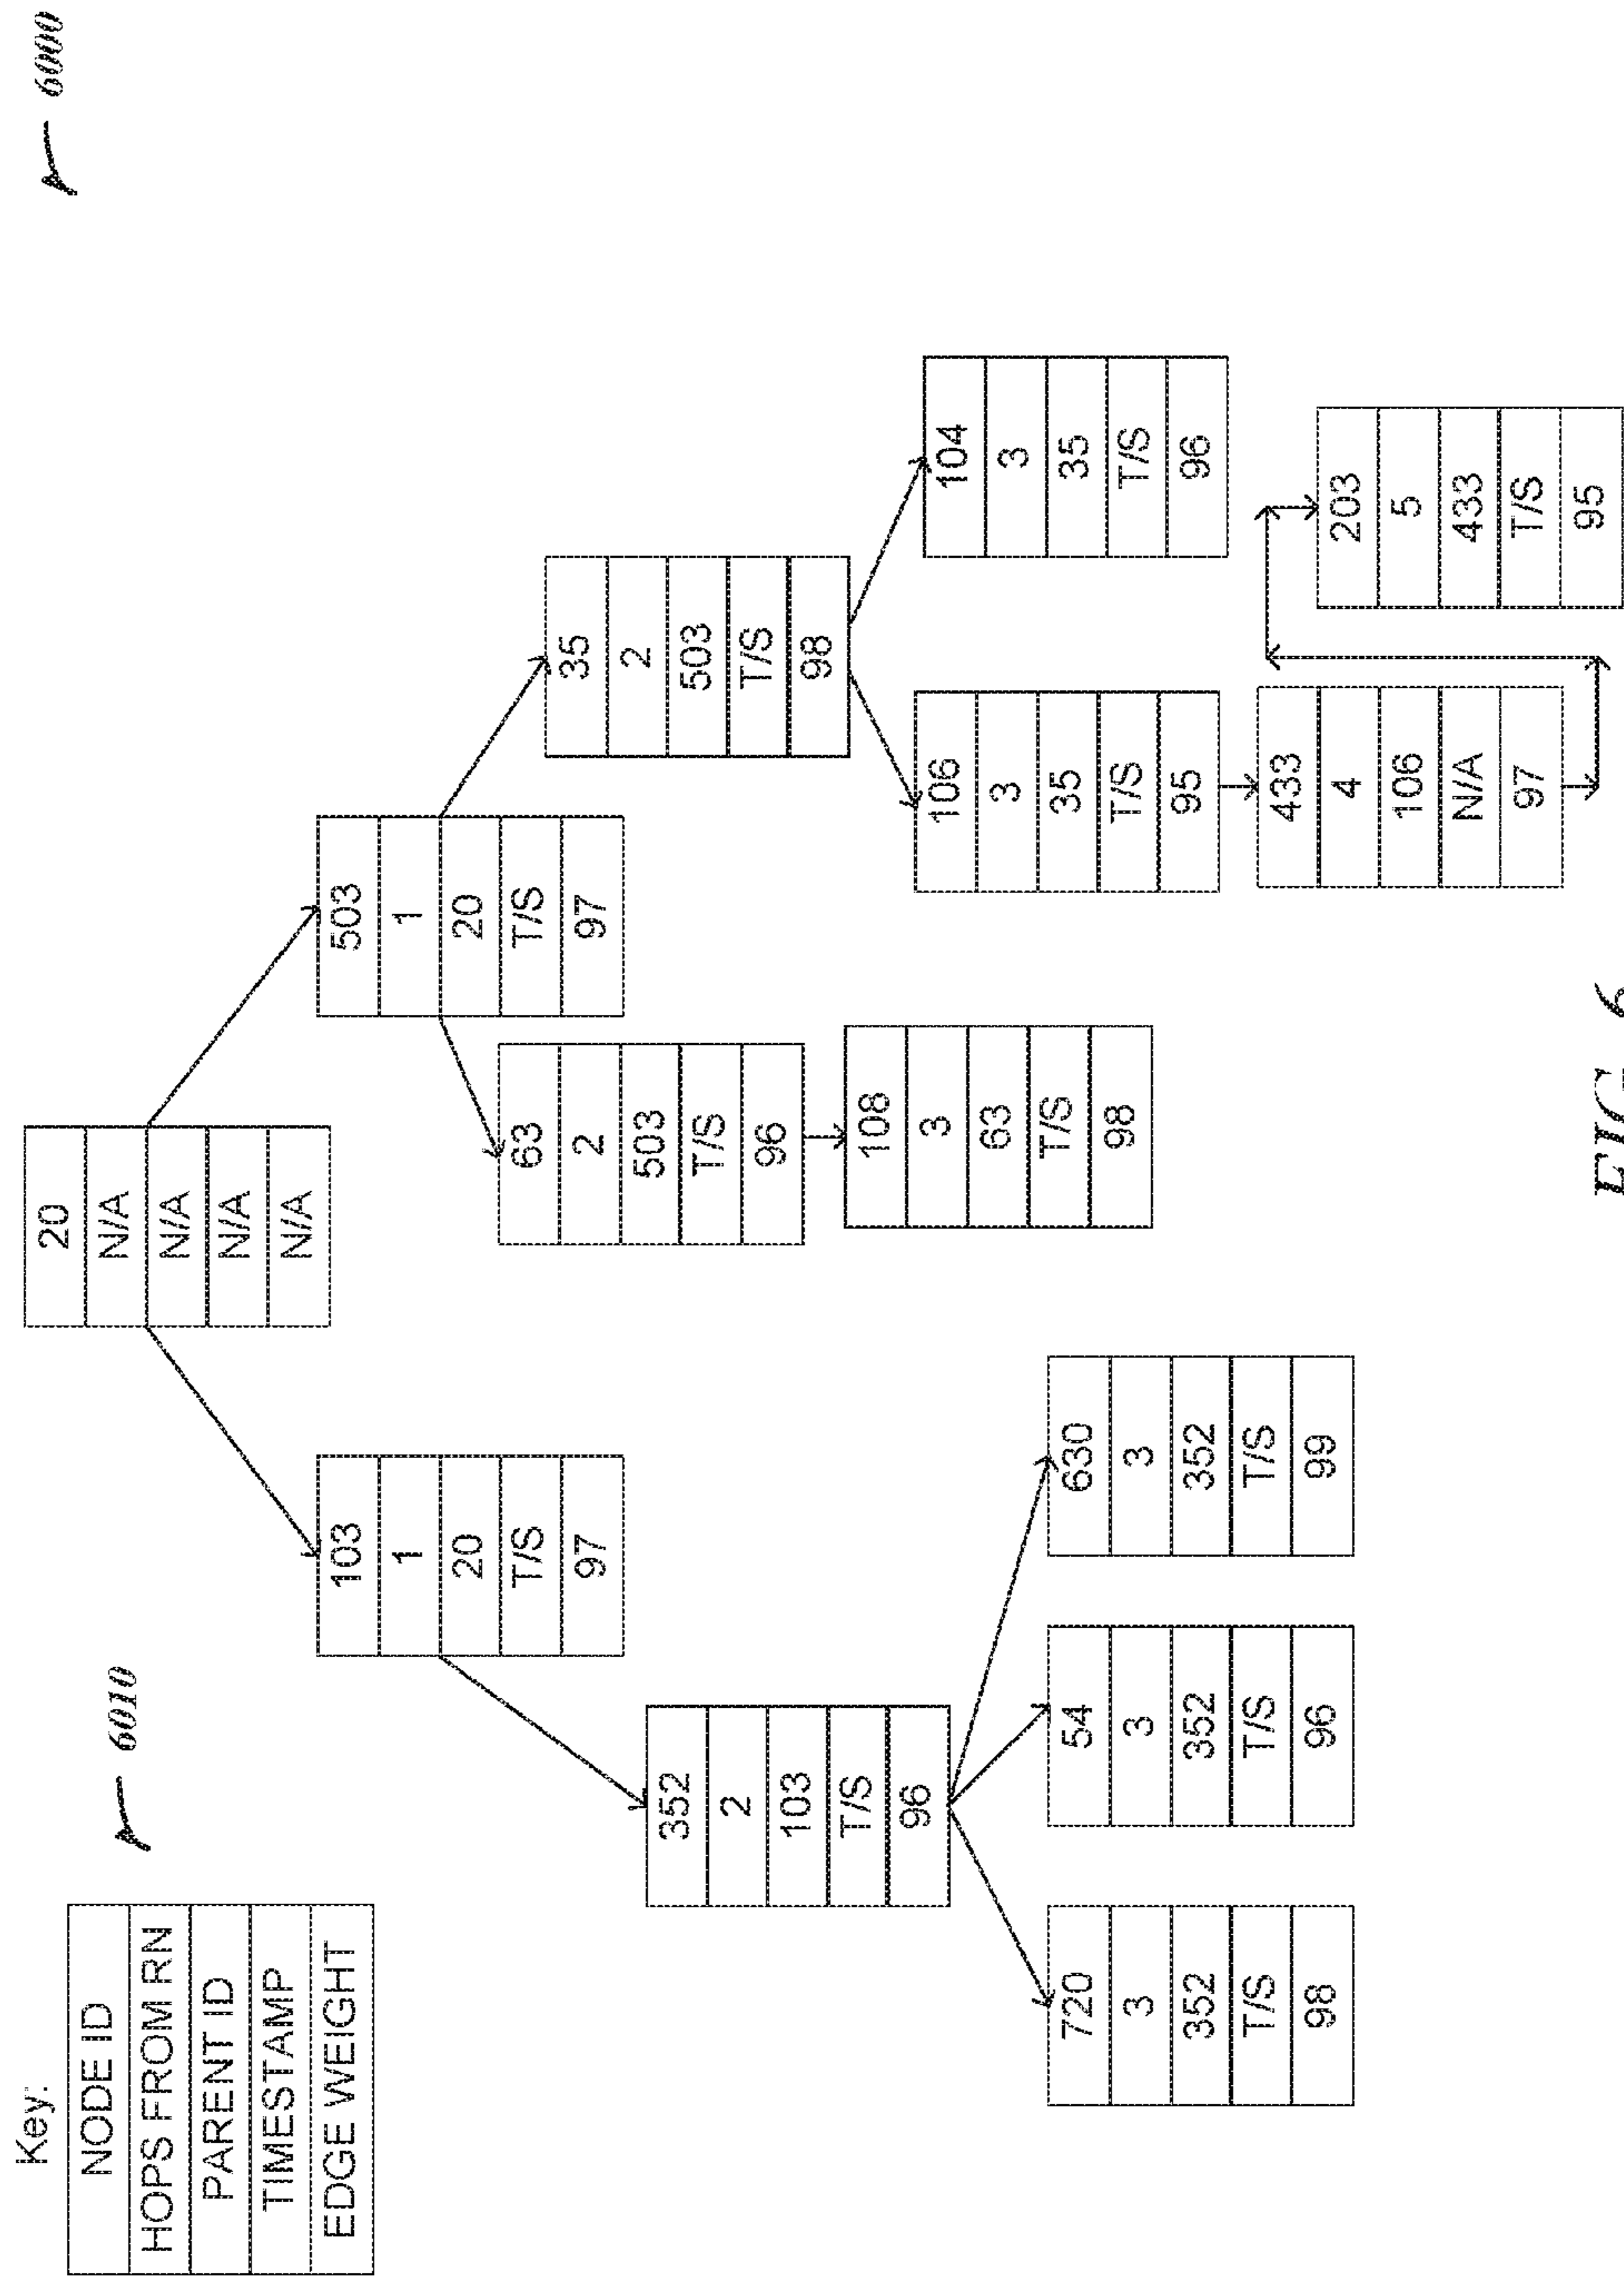 6000
Key:
NODE ID
HOPS FROM RN
PARENT ID
TIMESTAMP
EDGE WEIGHT
6010
20
N/A
N/A
N/A
N/A
103
1
20
T/S
97
503
1
20
T/S
97
352
2
103
T/S
96
63
2
503
T/S
96
35
2
503
T/S
98
720
3
352
T/S
98
54
3
352
T/S
96
630
3
352
T/S
99
108
3
63
T/S
98
106
3
35
T/S
95
104
3
35
T/S
96
433
4
106
N/A
97
203
5
433
T/S
95
FIG. 6